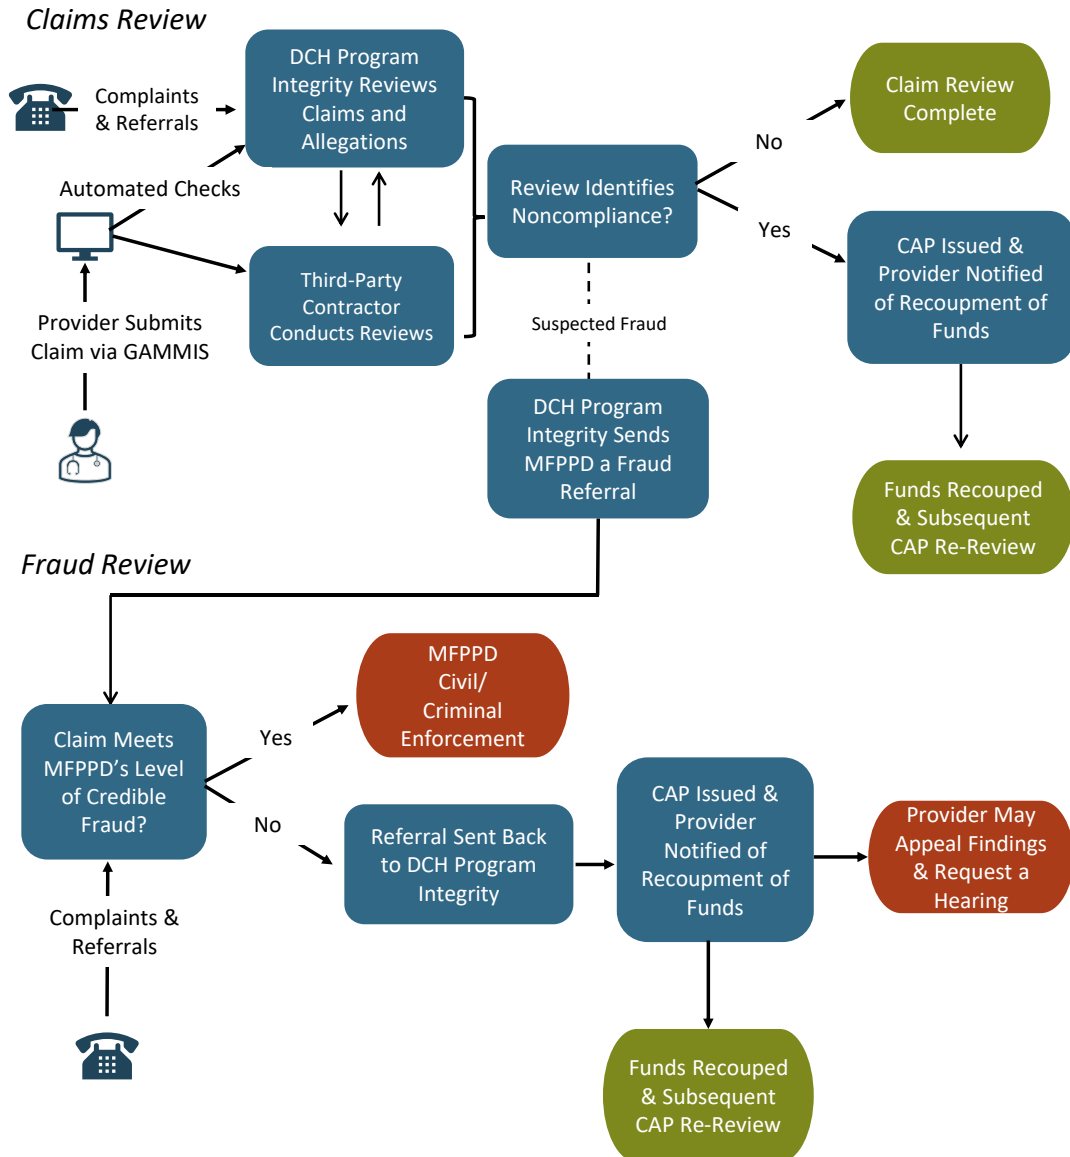 Claims Review
DCH Program
Integrity Reviews
Claims and
Allegations
Complaints
& Referrals
Automated Checks
Provider Submits
Claim via GAMMIS
Third-Party
Contractor
Conducts Reviews
Review Identifies
Noncompliance?
No
Claim Review
Complete
Yes
CAP Issued &
Provider Notified
of Recoupment of
Funds
Suspected Fraud
DCH Program
Integrity Sends
MFPPD a Fraud
Referral
Funds Recouped
& Subsequent
CAP Re-Review
Fraud Review
Claim Meets
MFPPD’s Level
of Credible
Fraud?
Complaints &
Referrals
Yes
MFPPD
Civil/
Criminal
Enforcement
No
Referral Sent Back
to DCH Program
Integrity
CAP Issued &
Provider
Notified of
Recoupment of
Funds
Provider May
Appeal Findings
& Request a
Hearing
Funds Recouped
& Subsequent
CAP Re-Review